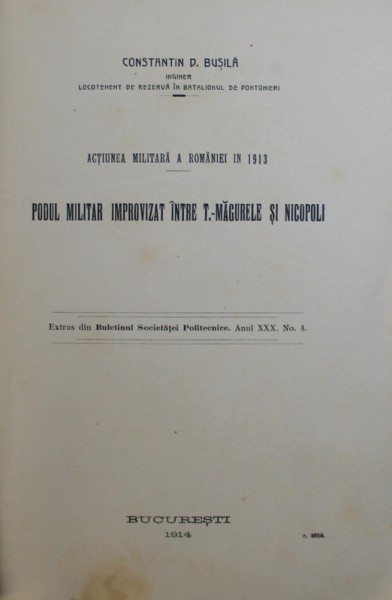 CONSTANTIN D. BUȘILĂ
INGINER
LOCOTENENT DE REZERVĂ ÎN BATALIONUL DE PONTONIERI
ACȚIUNEA MILITARĂ A ROMÂNIEI IN 1913
PODUL MILITAR IMPROVIZAT ÎNTRE T.-MĂGURELE ȘI NICOPOLI
Extras din Buletinul Societăței Politecnice. Anul XXX. No. 4.
BUCUREȘTI
1914
c.